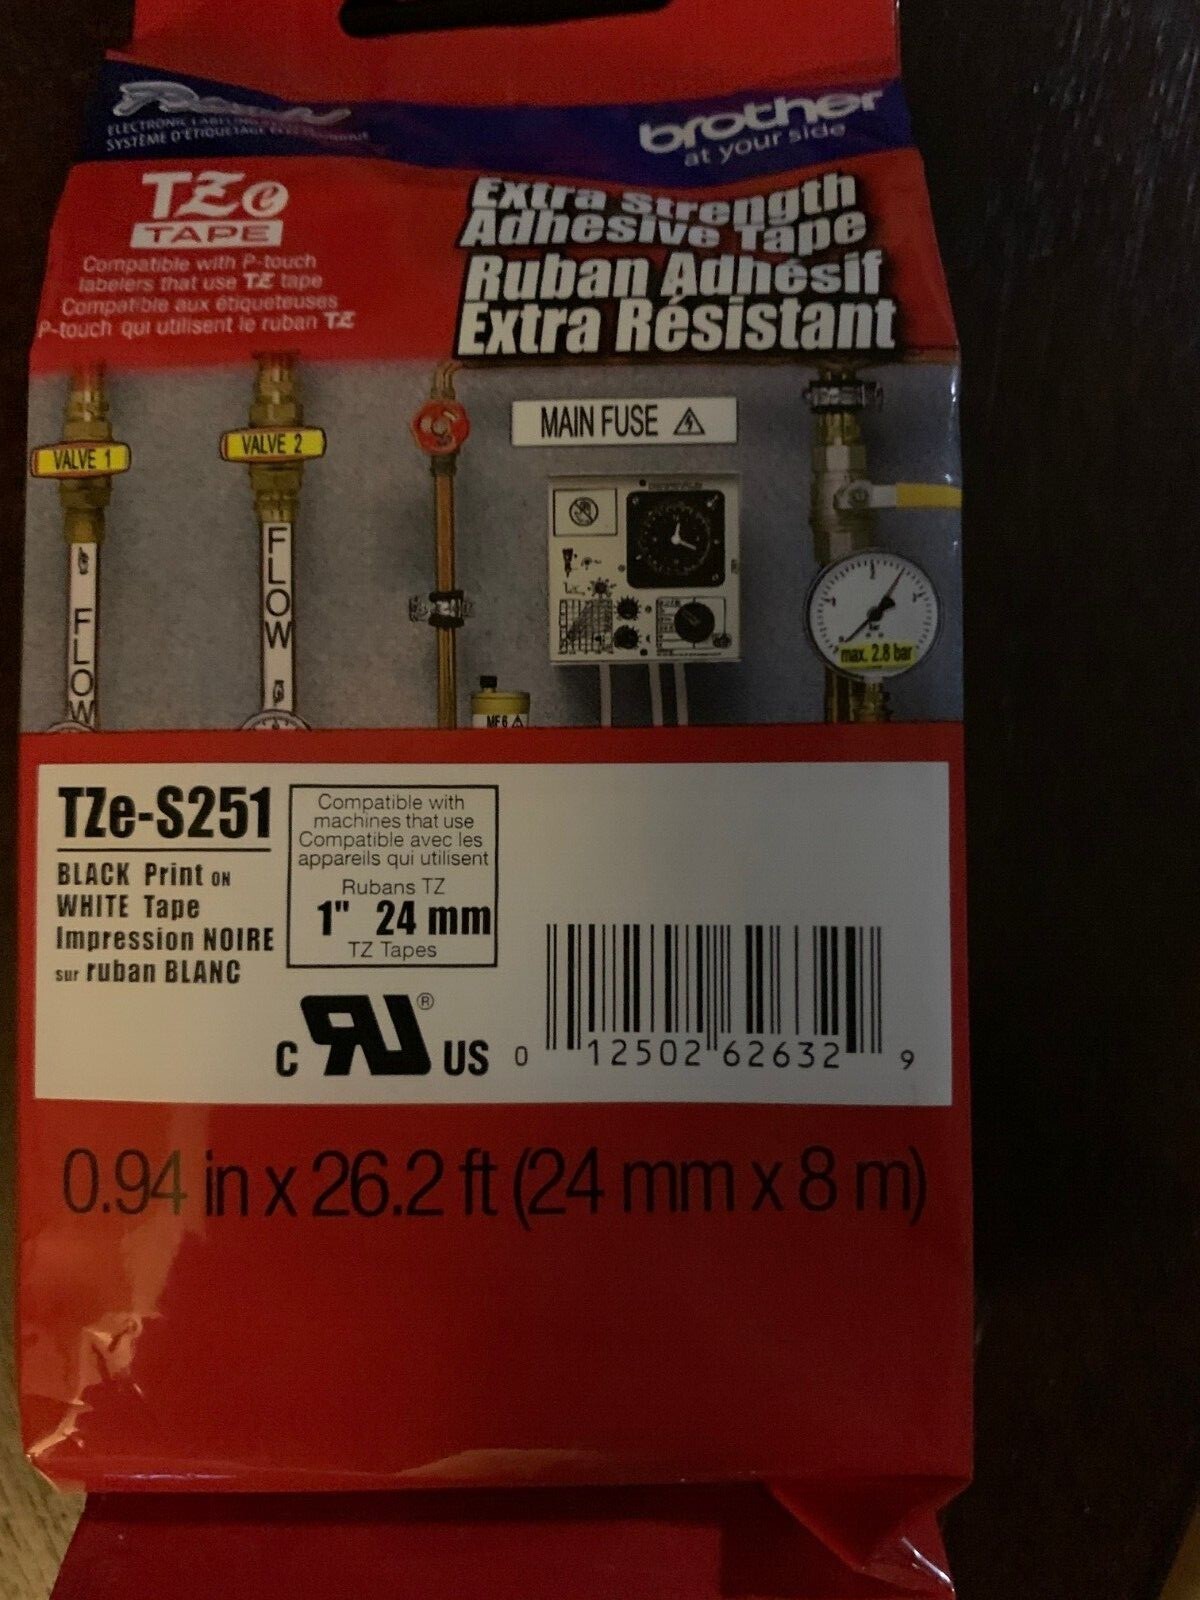 P-touch
ELECTRONIC LABELING
SYSTÈME D'ÉTIQUETAGE ÉLECTRONIQUE
brother
at your side
TZe
TAPE
Compatible with P-touch
labelers that use TZ tape
Compatible aux étiqueteuses
P-touch qui utilisent le ruban TZ
Extra Strength
Adhesive Tape
Ruban Adhésif
Extra Résistant
VALVE 1
VALVE 2
FLOW
FLOW
MAIN FUSE
max. 2.8 bar
MF6
TZe-S251
BLACK Print ON
WHITE Tape
Impression NOIRE
sur ruban BLANC
Compatible with
machines that use
Compatible avec les
appareils qui utilisent
Rubans TZ
1" 24 mm
TZ Tapes
C RU® US
0 12502 62632 9
0.94 in x 26.2 ft (24 mm x 8 m)